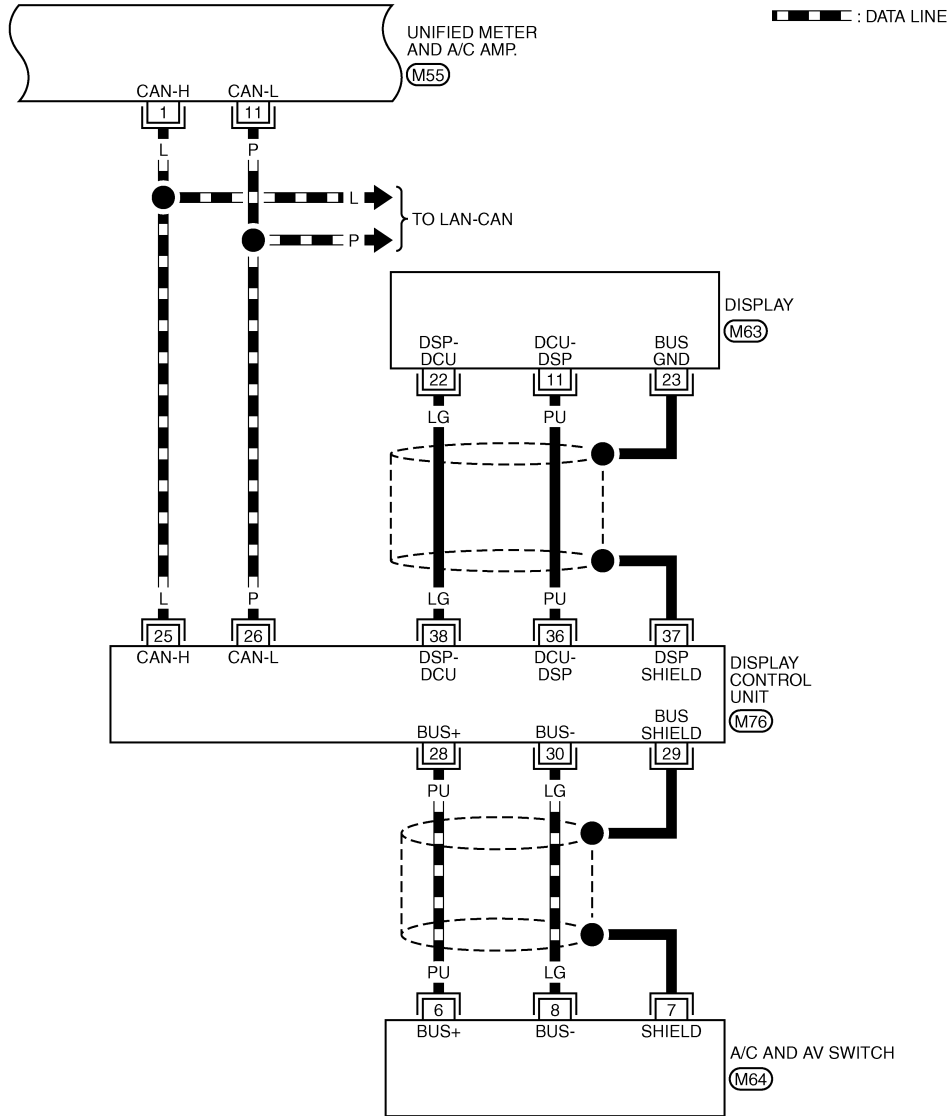 : DATA LINE
UNIFIED METER
AND A/C AMP.
M55
CAN-H CAN-L
1 11
L P
L
TO LAN-CAN
P
DISPLAY
M63
DSP-
DCU
DCU-
DSP
BUS
GND
22 11 23
LG PU
L P LG PU
25 26 38 36 37
CAN-H CAN-L
DSP-
DCU
DCU-
DSP
DSP
SHIELD
DISPLAY
CONTROL
UNIT
M76
BUS+ BUS-
BUS
SHIELD
28 30 29
PU LG
PU LG
6 8 7
BUS+ BUS- SHIELD
A/C AND AV SWITCH
M64